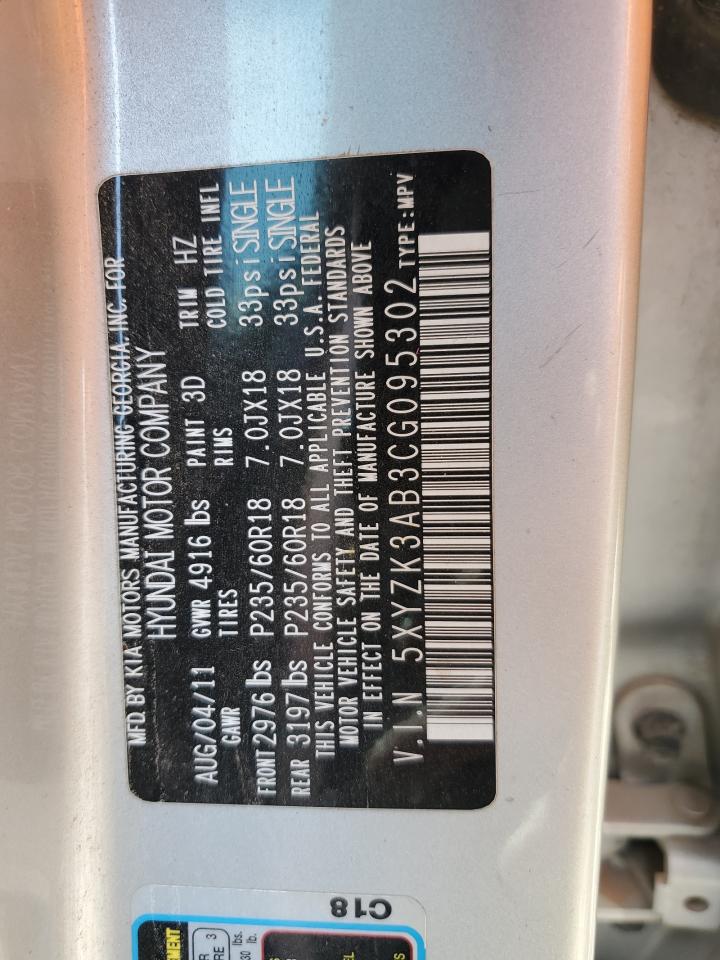 MFD. BY KIA MOTORS MANUFACTURING GEORGIA, INC. FOR
HYUNDAI MOTOR COMPANY
AUG/04/11 GVWR 4916 lbs PAINT 3D TRIM HZ
GAWR TIRES RIMS COLD TIRE INFL
FRONT 2976 lbs P235/60R18 7.0JX18 33psi SINGLE
REAR 3197 lbs P235/60R18 7.0JX18 33psi SINGLE
THIS VEHICLE CONFORMS TO ALL APPLICABLE U.S.A. FEDERAL
MOTOR VEHICLE SAFETY AND THEFT PREVENTION STANDARDS
IN EFFECT ON THE DATE OF MANUFACTURE SHOWN ABOVE
V.I.N 5XYZK3AB3CG095302 TYPE:MPV
C18
lbs.
lb.